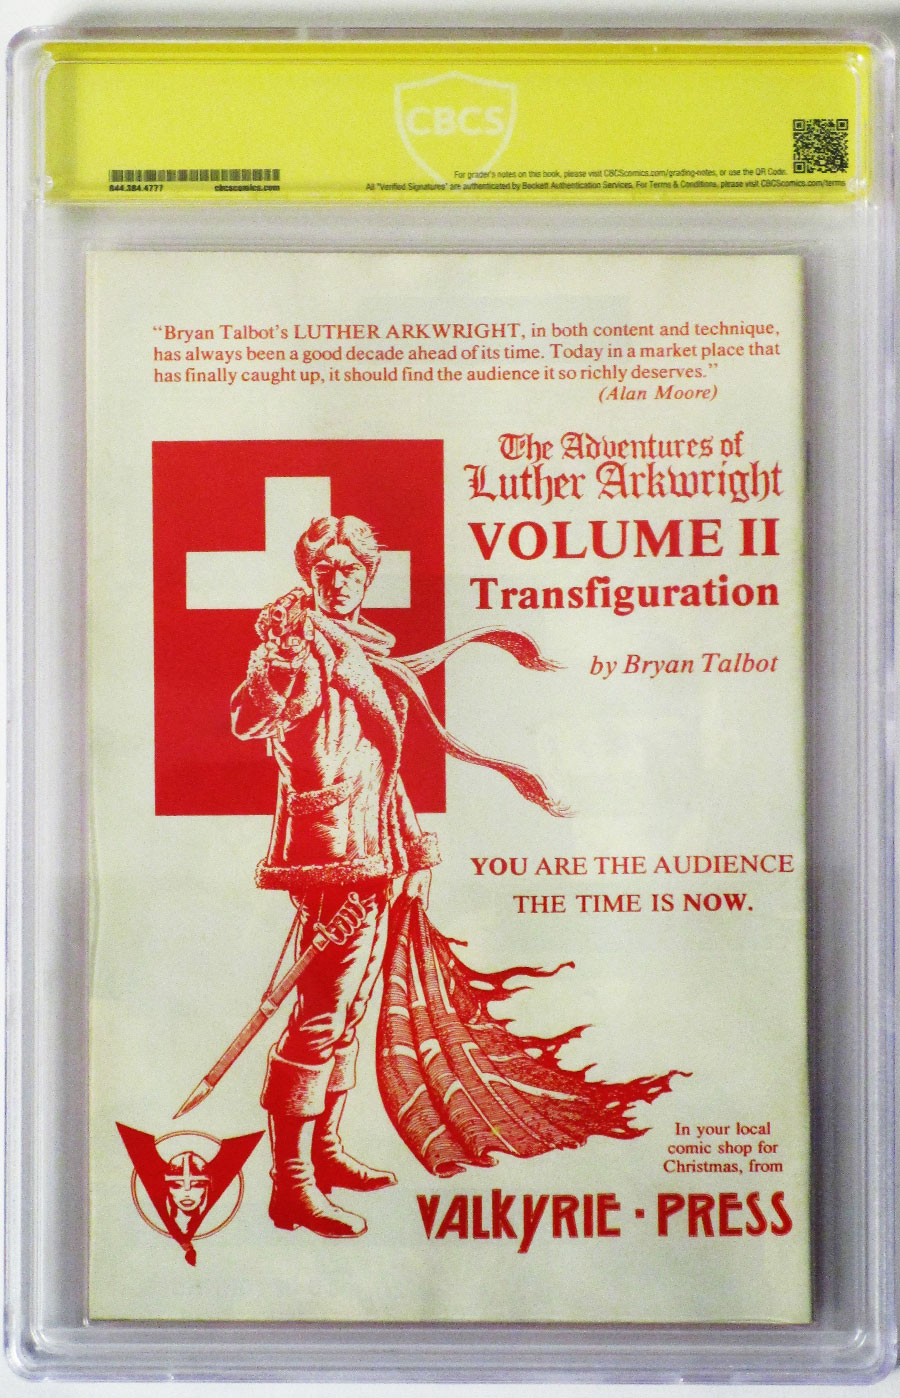 CBCS
844.384.4777 cbcscomics.com
For grader's notes on this book, please visit CBCScomics.com/grading-notes, or use the QR Code.
All "Verified Signatures" are authenticated by Beckett Authentication Services. For Terms & Conditions, please visit CBCScomics.com/terms
“Bryan Talbot’s LUTHER ARKWRIGHT, in both content and technique,
has always been a good decade ahead of its time. Today in a market place that
has finally caught up, it should find the audience it so richly deserves.”
(Alan Moore)
The Adventures of
Luther Arkwright
VOLUME II
Transfiguration
by Bryan Talbot
YOU ARE THE AUDIENCE
THE TIME IS NOW.
In your local
comic shop for
Christmas, from
VALKYRIE · PRESS